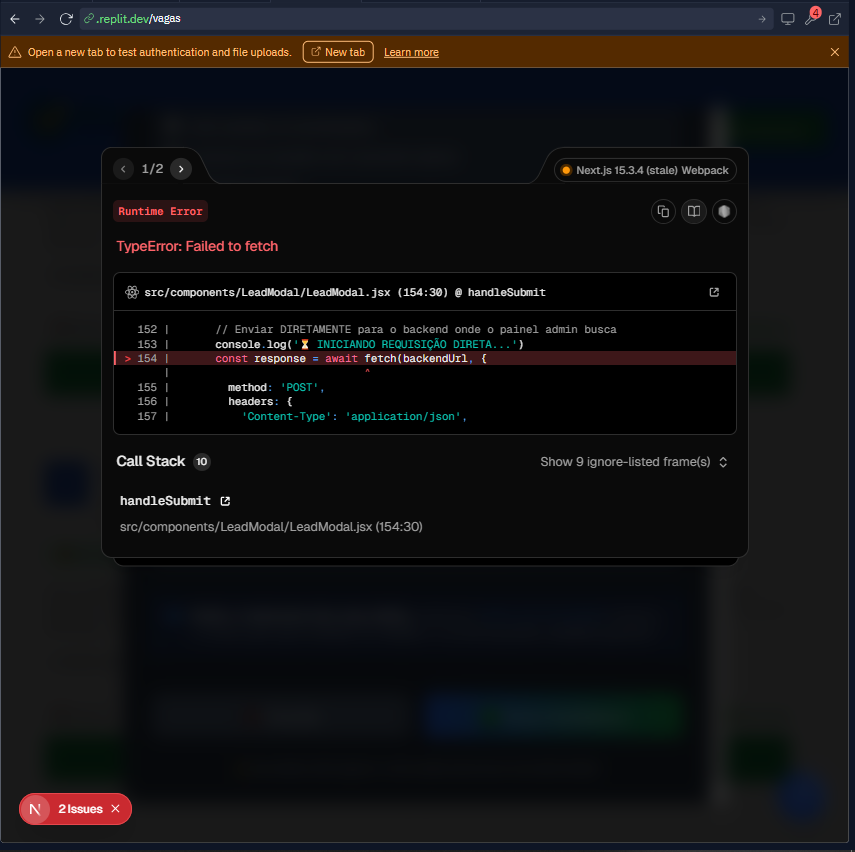 .replit.dev/vagas
4
Open a new tab to test authentication and file uploads.
New tab
Learn more
1/2
Next.js 15.3.4 (stale) Webpack
Runtime Error
TypeError: Failed to fetch
src/components/LeadModal/LeadModal.jsx (154:30) @ handleSubmit
152 | // Enviar DIRETAMENTE para o backend onde o painel admin busca
153 | console.log('⏳ INICIANDO REQUISIÇÃO DIRETA...')
> 154 | const response = await fetch(backendUrl, {
| ^
155 | method: 'POST',
156 | headers: {
157 | 'Content-Type': 'application/json',
Call Stack 10
Show 9 ignore-listed frame(s)
handleSubmit
src/components/LeadModal/LeadModal.jsx (154:30)
N 2 Issues